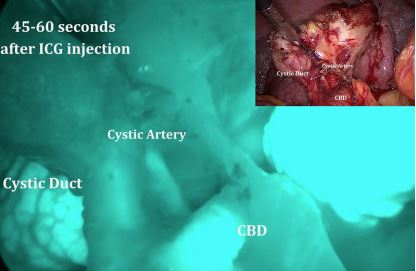 45-60 seconds
after ICG injection
Cystic Artery
Cystic Duct
CBD
Cystic Duct
Cystic Artery
CBD